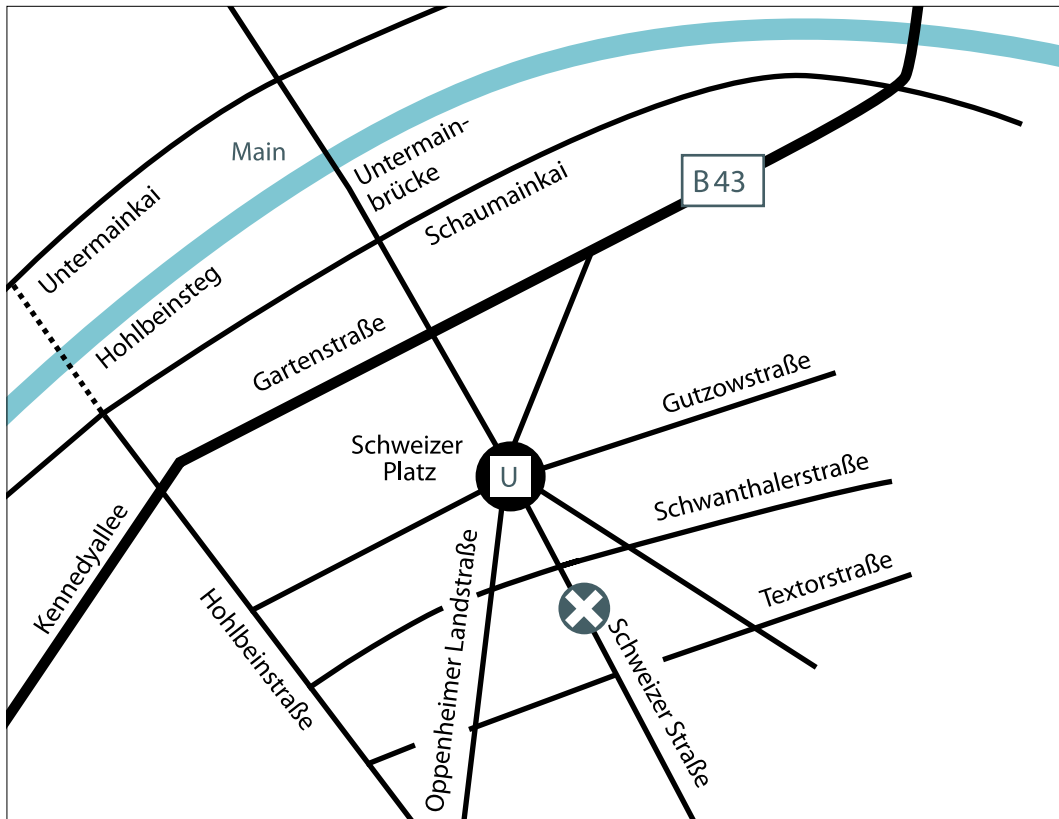 Main
Untermain-
brücke
Untermainkai
Schaumainkai
B 43
Hohlbeinsteg
Gartenstraße
Gutzowstraße
Schweizer
Platz
U
Schwanthalerstraße
Kennedyallee
Textorstraße
Hohlbeinstraße
Oppenheimer Landstraße
Schweizer Straße